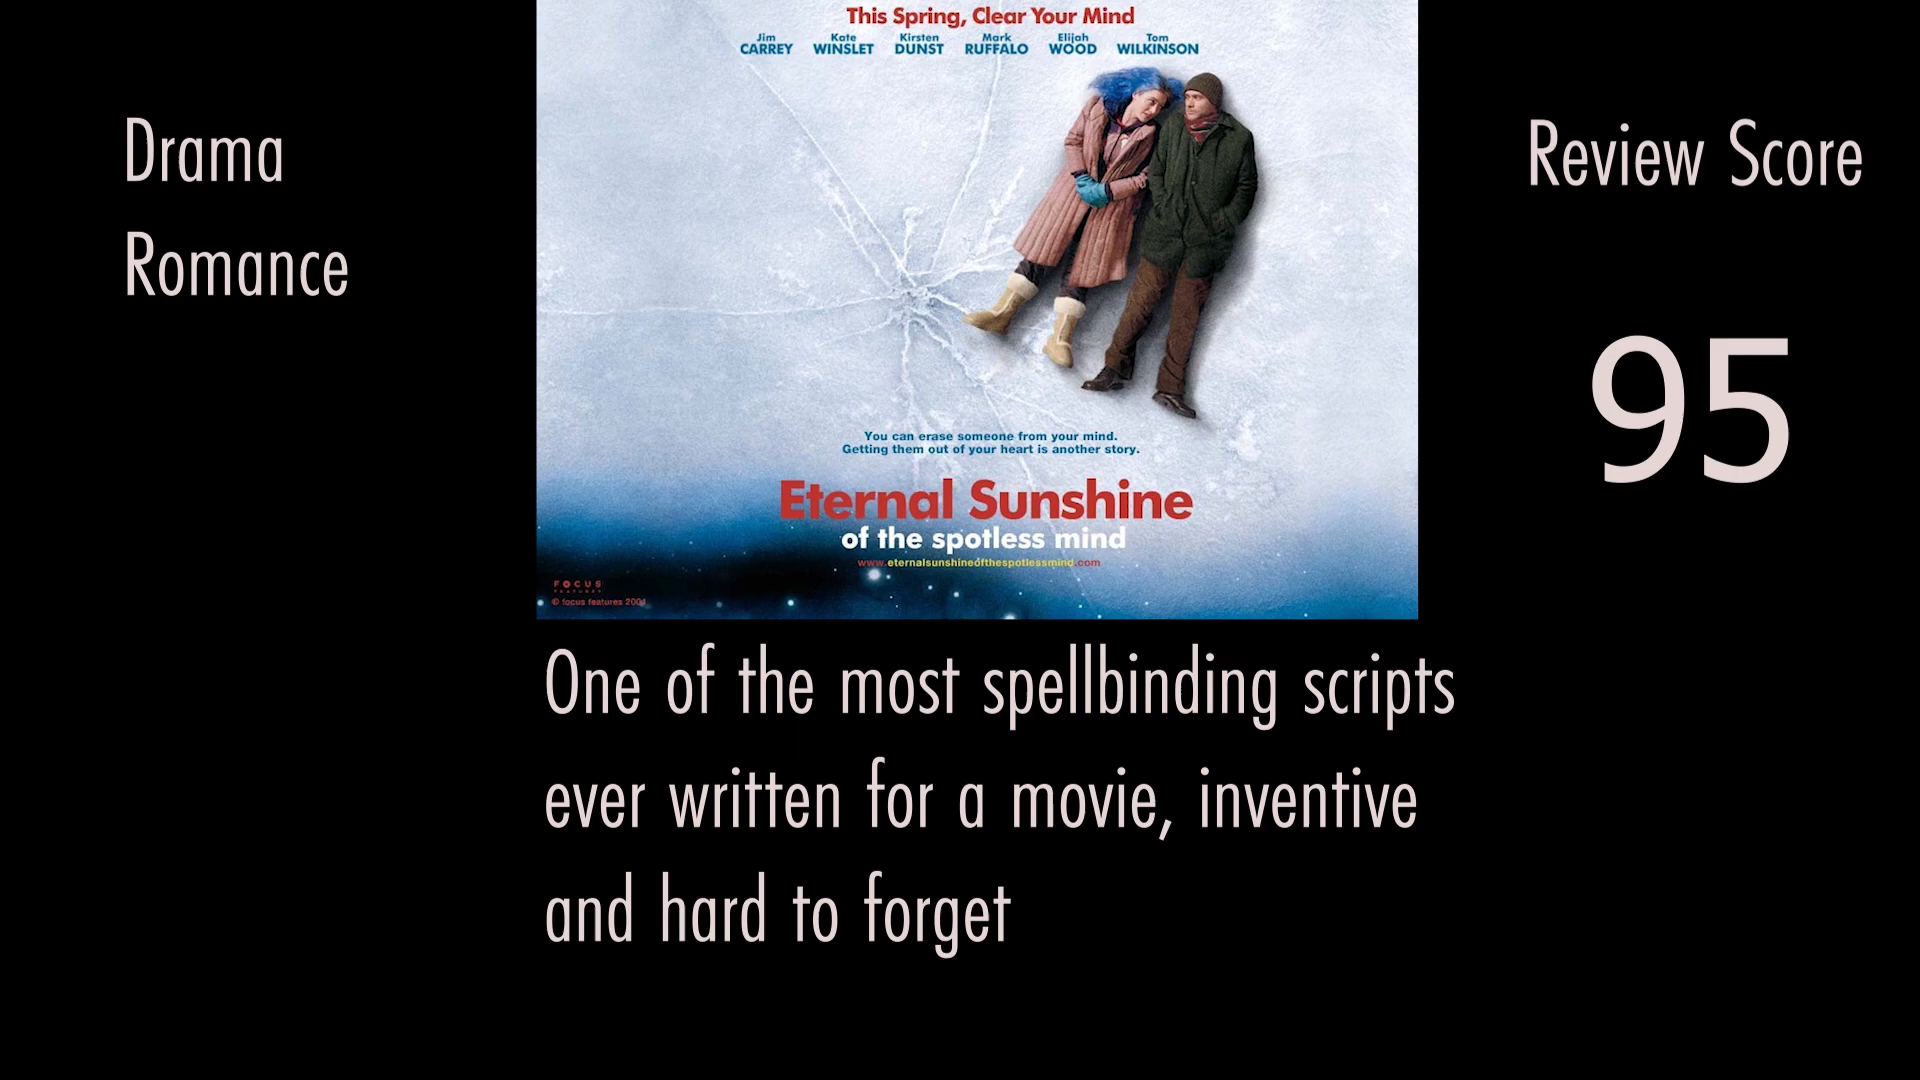 This Spring, Clear Your Mind
Jim CARREY Kate WINSLET Kirsten DUNST Mark RUFFALO Elijah WOOD Tom WILKINSON
Drama
Romance
Review Score
95
You can erase someone from your mind.
Getting them out of your heart is another story.
Eternal Sunshine
of the spotless mind
www.eternalsunshineofthespotlessmind.com
FOCUS
FEATURES
© focus features 2004
One of the most spellbinding scripts
ever written for a movie, inventive
and hard to forget